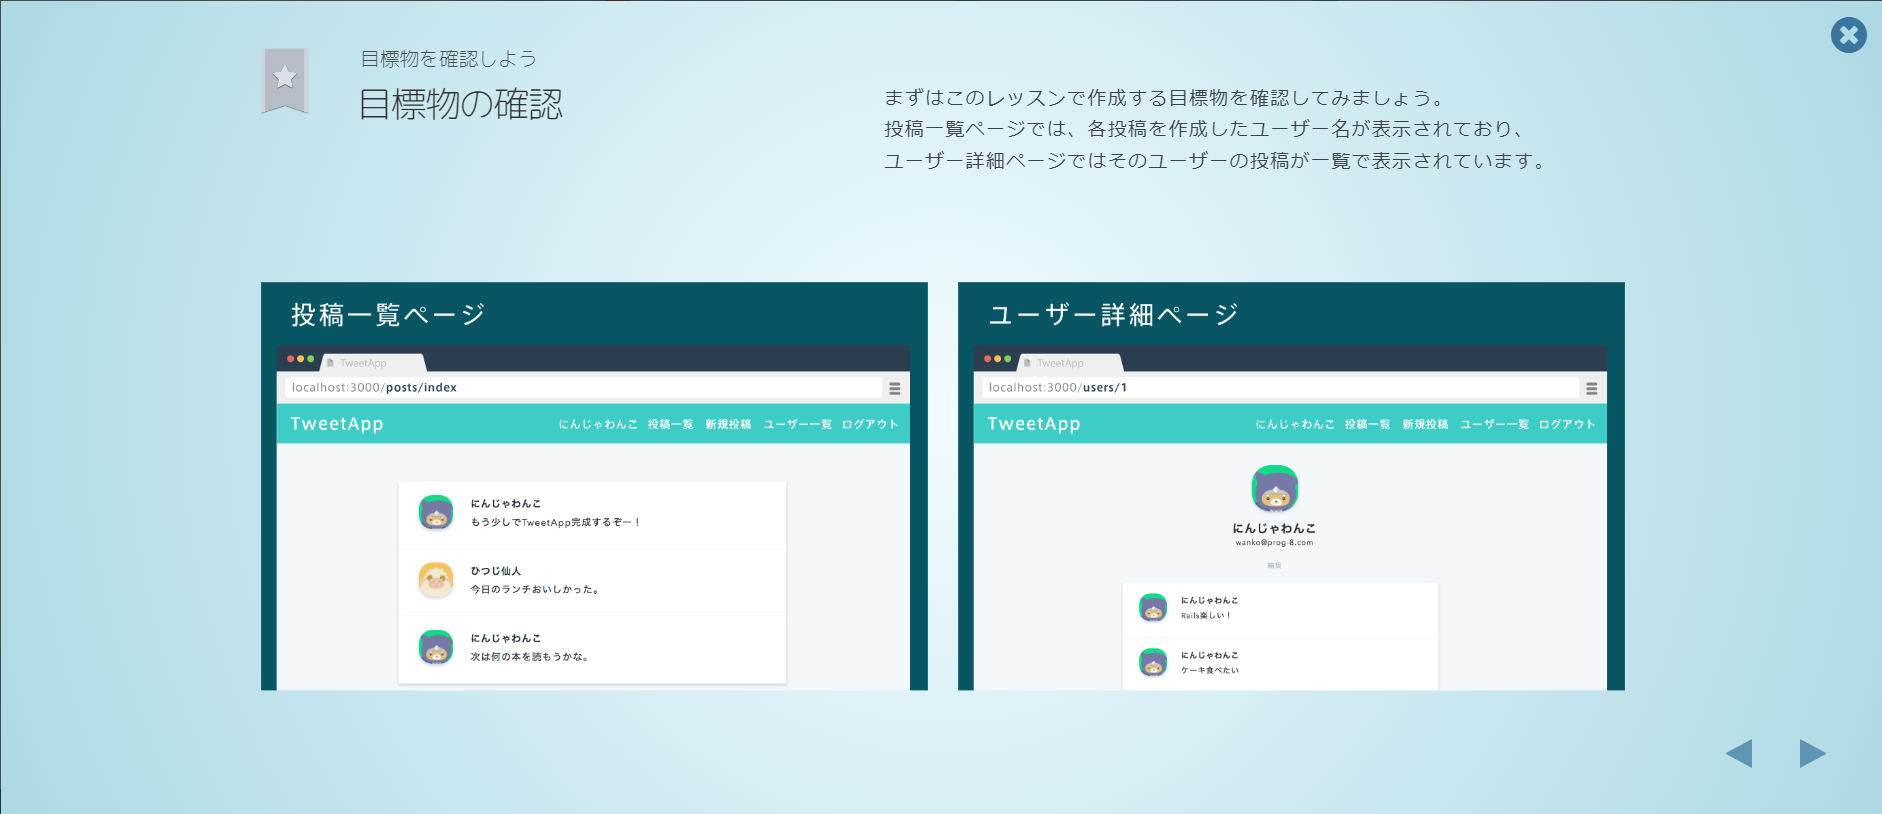 目標物を確認しよう
目標物の確認
まずはこのレッスンで作成する目標物を確認してみましょう。
投稿一覧ページでは、各投稿を作成したユーザー名が表示されており、
ユーザー詳細ページではそのユーザーの投稿が一覧で表示されています。
投稿一覧ページ
TweetApp
localhost:3000/posts/index
TweetApp にんじゃわんこ 投稿一覧 新規投稿 ユーザー一覧 ログアウト
にんじゃわんこ
もう少しでTweetApp完成するぞー！
ひつじ仙人
今日のランチおいしかった。
にんじゃわんこ
次は何の本を読もうかな。
ユーザー詳細ページ
TweetApp
localhost:3000/users/1
TweetApp にんじゃわんこ 投稿一覧 新規投稿 ユーザー一覧 ログアウト
にんじゃわんこ
wanko@prog-8.com
編集
にんじゃわんこ
Rails楽しい！
にんじゃわんこ
ケーキ食べたい